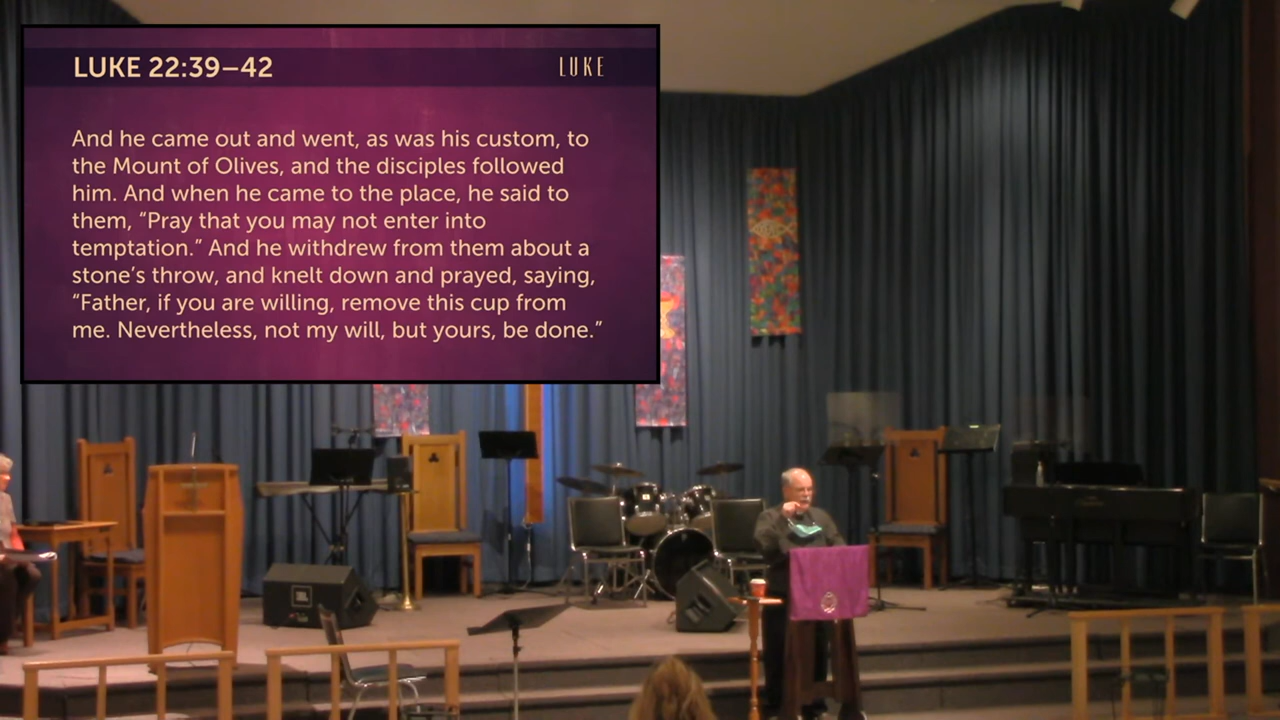 LUKE 22:39–42
LUKE
And he came out and went, as was his custom, to
the Mount of Olives, and the disciples followed
him. And when he came to the place, he said to
them, “Pray that you may not enter into
temptation.” And he withdrew from them about a
stone’s throw, and knelt down and prayed, saying,
“Father, if you are willing, remove this cup from
me. Nevertheless, not my will, but yours, be done.”
JBL